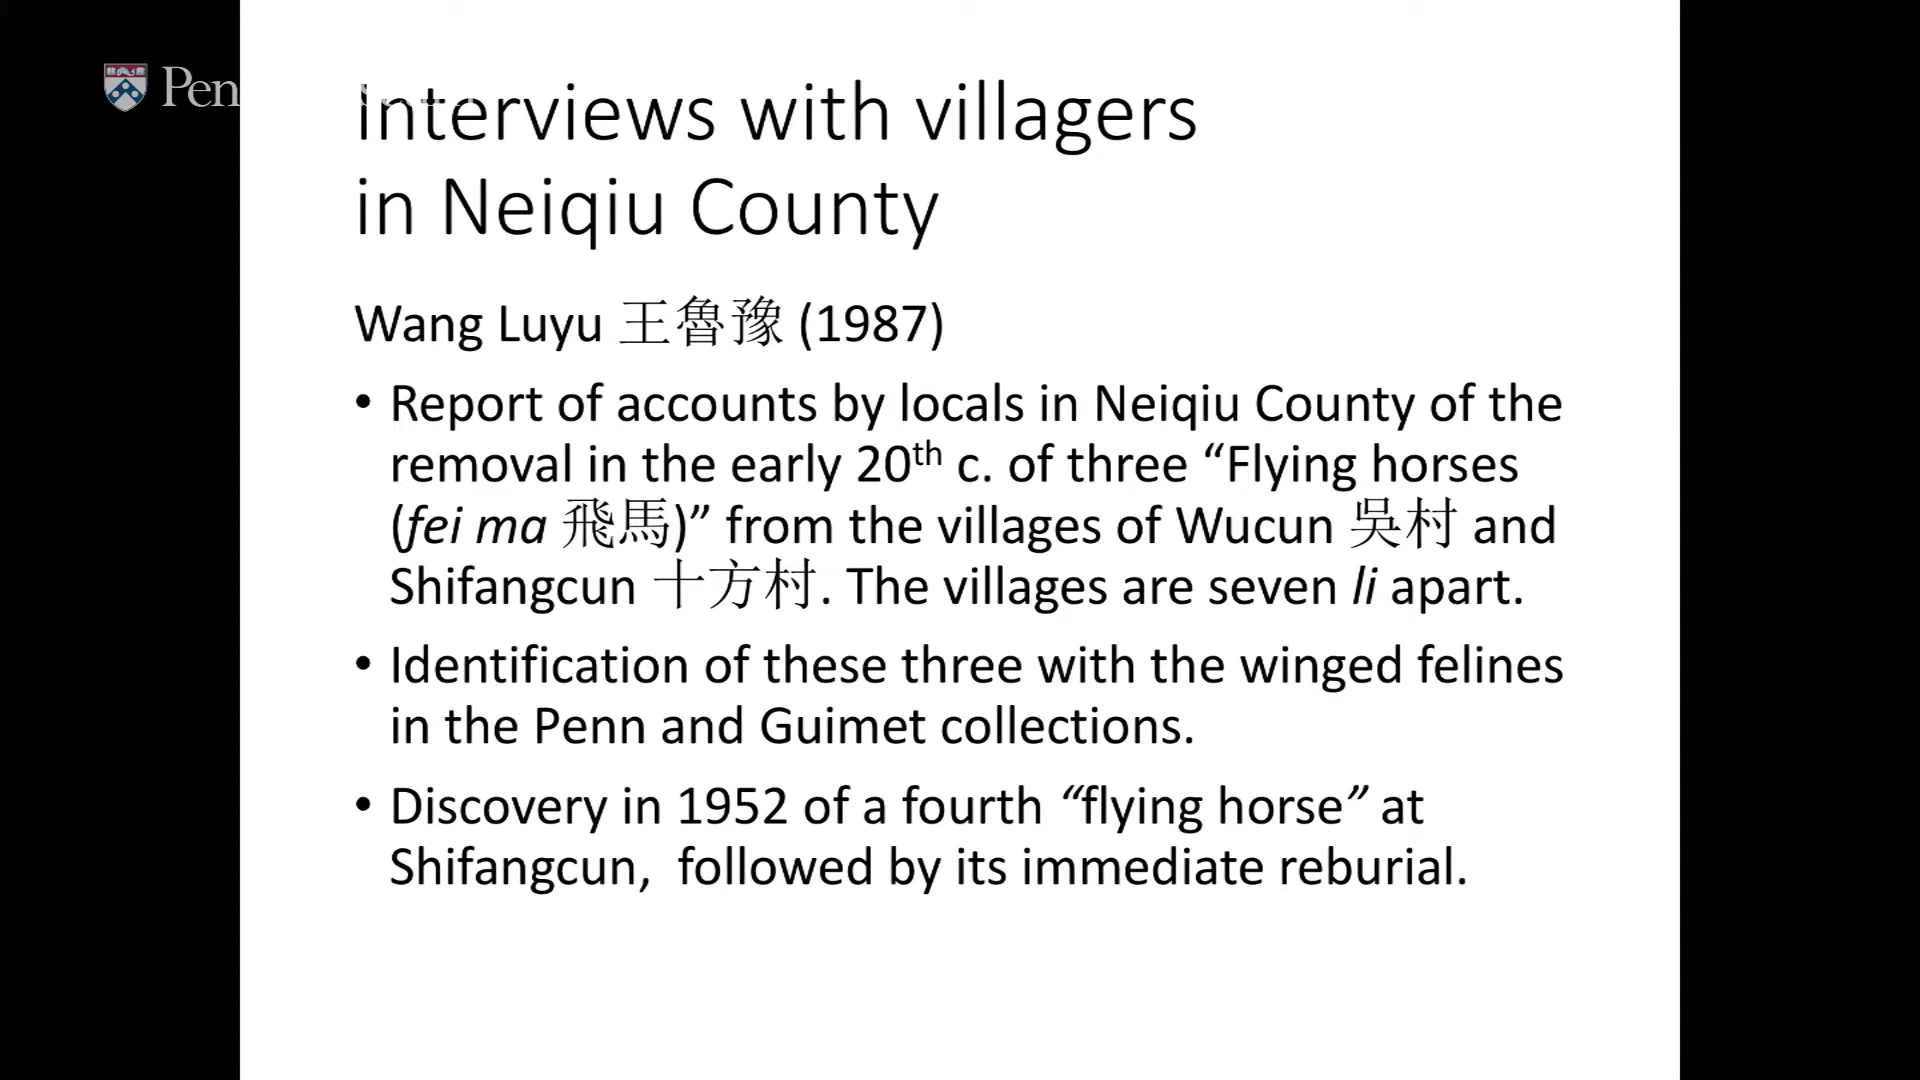 Pen
Interviews with villagers
in Neiqiu County
Wang Luyu 王魯豫 (1987)
• Report of accounts by locals in Neiqiu County of the
removal in the early 20th c. of three “Flying horses
(fei ma 飛馬)” from the villages of Wucun 吳村 and
Shifangcun 十方村. The villages are seven li apart.
• Identification of these three with the winged felines
in the Penn and Guimet collections.
• Discovery in 1952 of a fourth “flying horse” at
Shifangcun, followed by its immediate reburial.